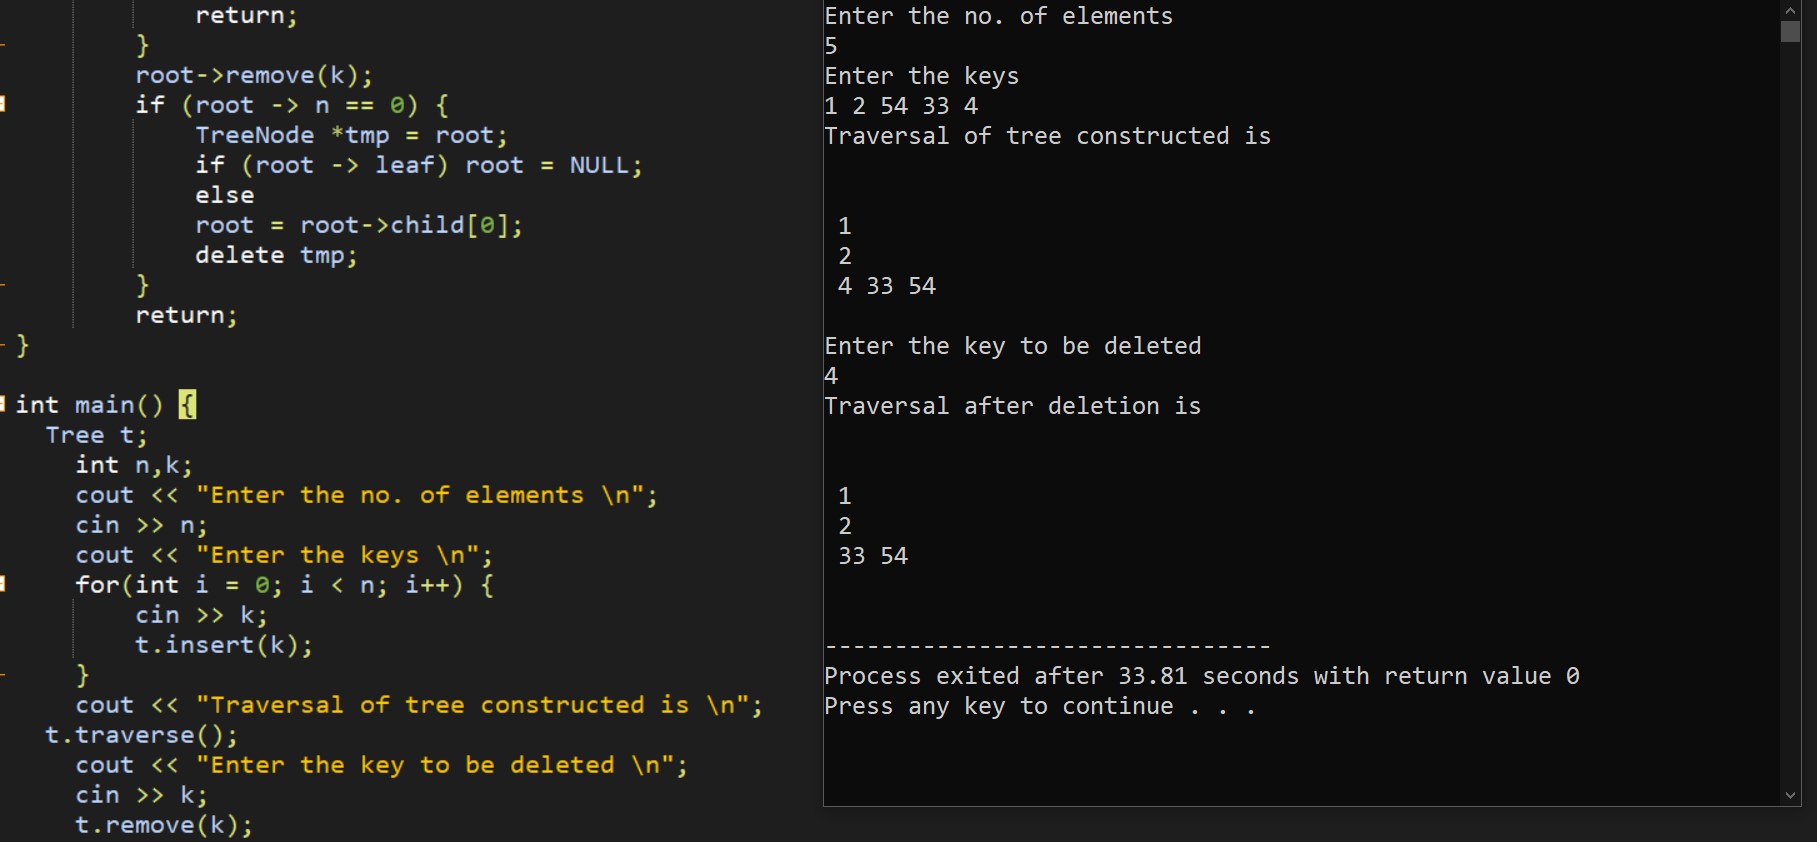 return;
}
root->remove(k);
if (root -> n == 0) {
TreeNode *tmp = root;
if (root -> leaf) root = NULL;
else
root = root->child[0];
delete tmp;
}
return;
}
int main() {
Tree t;
int n,k;
cout << "Enter the no. of elements \n";
cin >> n;
cout << "Enter the keys \n";
for(int i = 0; i < n; i++) {
cin >> k;
t.insert(k);
}
cout << "Traversal of tree constructed is \n";
t.traverse();
cout << "Enter the key to be deleted \n";
cin >> k;
t.remove(k);
Enter the no. of elements
5
Enter the keys
1 2 54 33 4
Traversal of tree constructed is
1
2
4 33 54
Enter the key to be deleted
4
Traversal after deletion is
1
2
33 54
--------------------------------
Process exited after 33.81 seconds with return value 0
Press any key to continue . . .